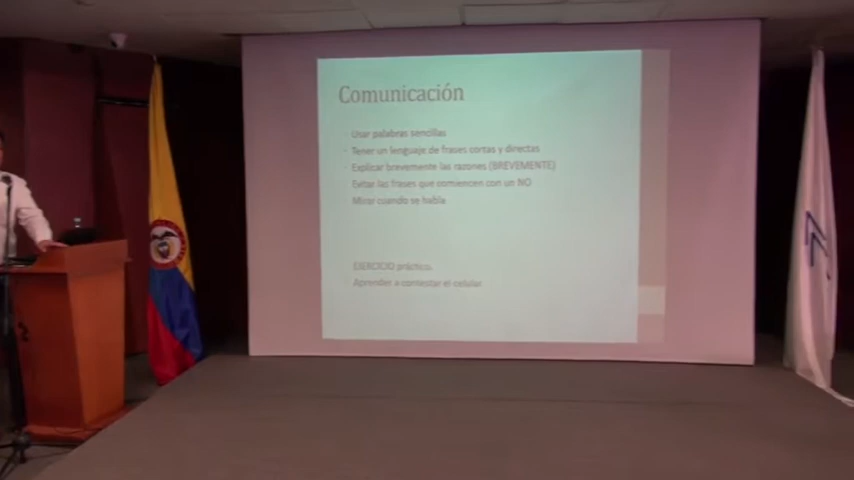 Comunicación
Usar palabras sencillas
Tener un lenguaje de frases cortas y directas
Explicar brevemente las razones (BREVEMENTE)
Evitar las frases que comiencen con un NO
Mirar cuando se habla
EJERCICIO práctico.
Aprender a contestar el celular